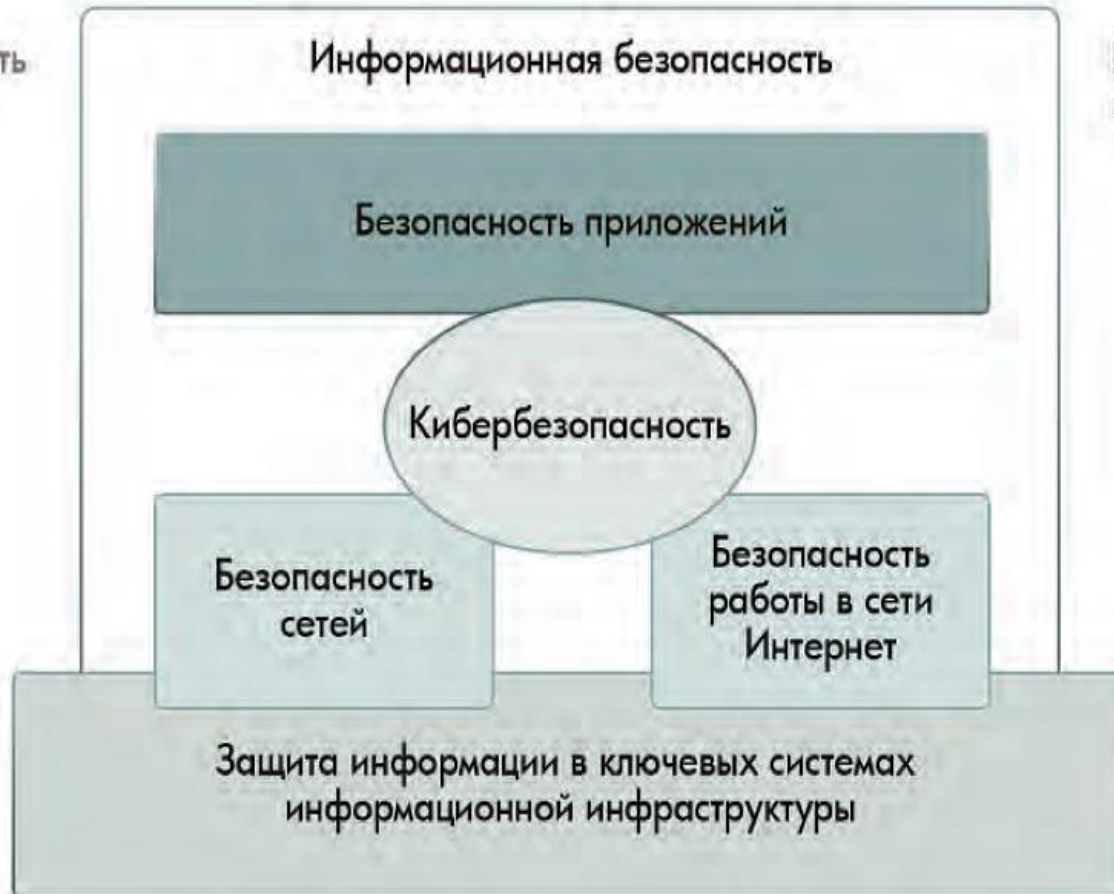 Информационная безопасность
Безопасность приложений
Кибербезопасность
Безопасность
сетей
Безопасность
работы в сети
Интернет
Защита информации в ключевых системах
информационной инфраструктуры